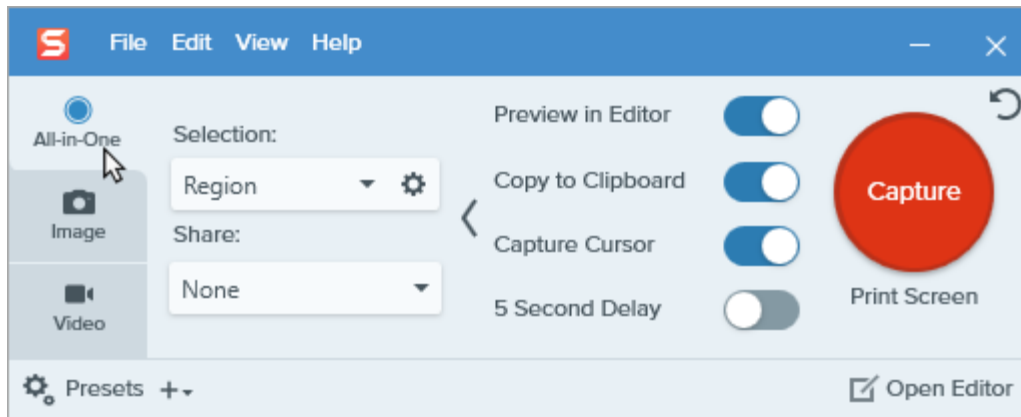 S File Edit View Help
All-in-One
Image
Video
Selection:
Region
Share:
None
Preview in Editor
Copy to Clipboard
Capture Cursor
5 Second Delay
Capture
Print Screen
Presets
Open Editor